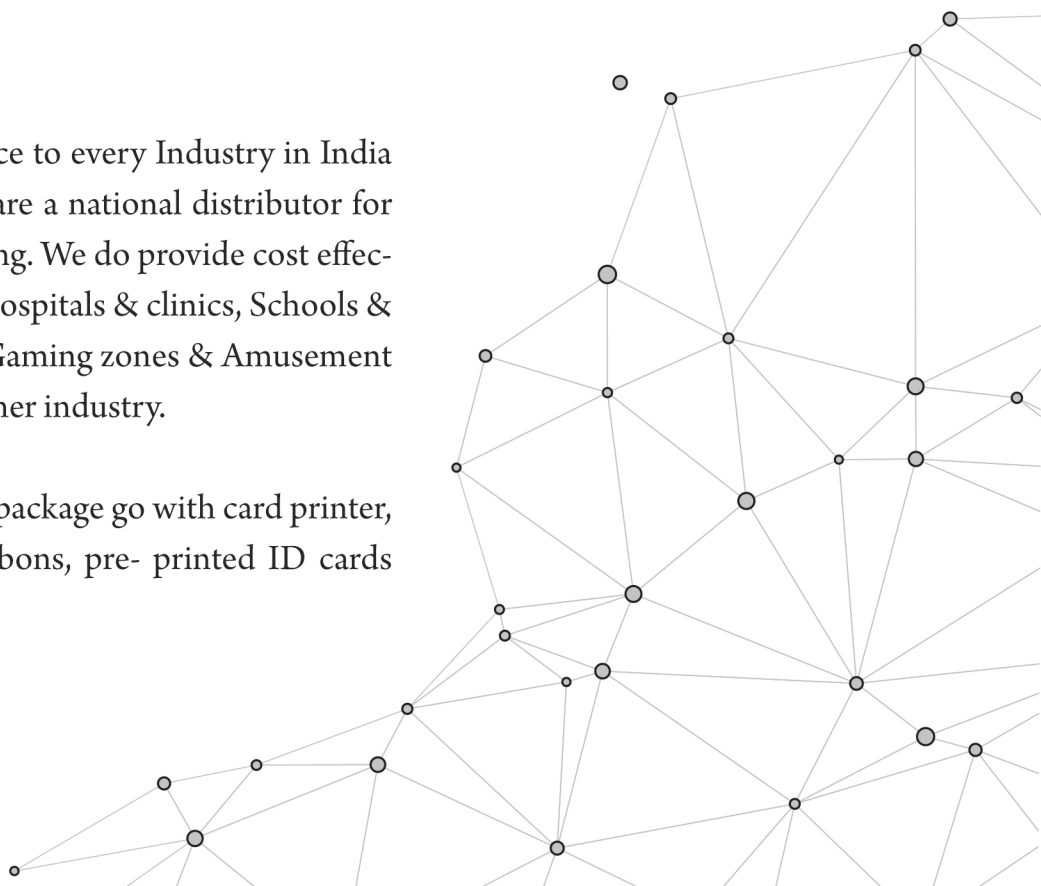 ce to every Industry in India
are a national distributor for
ng. We do provide cost effec-
ospitals & clinics, Schools &
Gaming zones & Amusement
ner industry.
package go with card printer,
bons, pre- printed ID cards